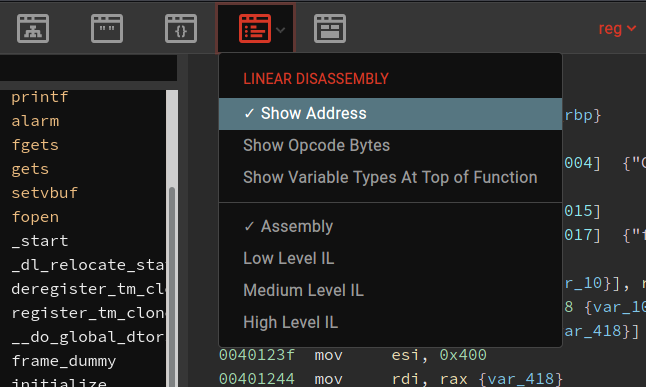 " "
{}
reg
LINEAR DISASSEMBLY
✓ Show Address
Show Opcode Bytes
Show Variable Types At Top of Function
✓ Assembly
Low Level IL
Medium Level IL
High Level IL
printf
alarm
fgets
gets
setvbuf
fopen
_start
_dl_relocate_sta
deregister_tm_clo
register_tm_clon
__do_global_dtor
frame_dummy
initialize
rbp}
004] {"
015]
017] {"f
r_10}], r
8 {var_10
ar_418}]
0040123f mov esi, 0x400
00401244 mov rdi, rax {var_418}